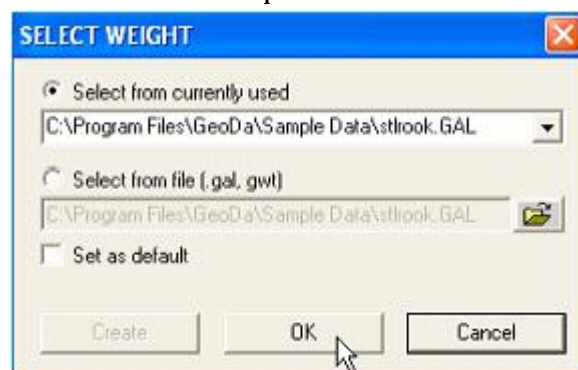 SELECT WEIGHT
Select from currently used
C:\Program Files\GeoDa\Sample Data\stlrook.GAL
Select from file (.gal, gwt)
C:\Program Files\GeoDa\Sample Data\stlrook.GAL
Set as default
Create OK Cancel